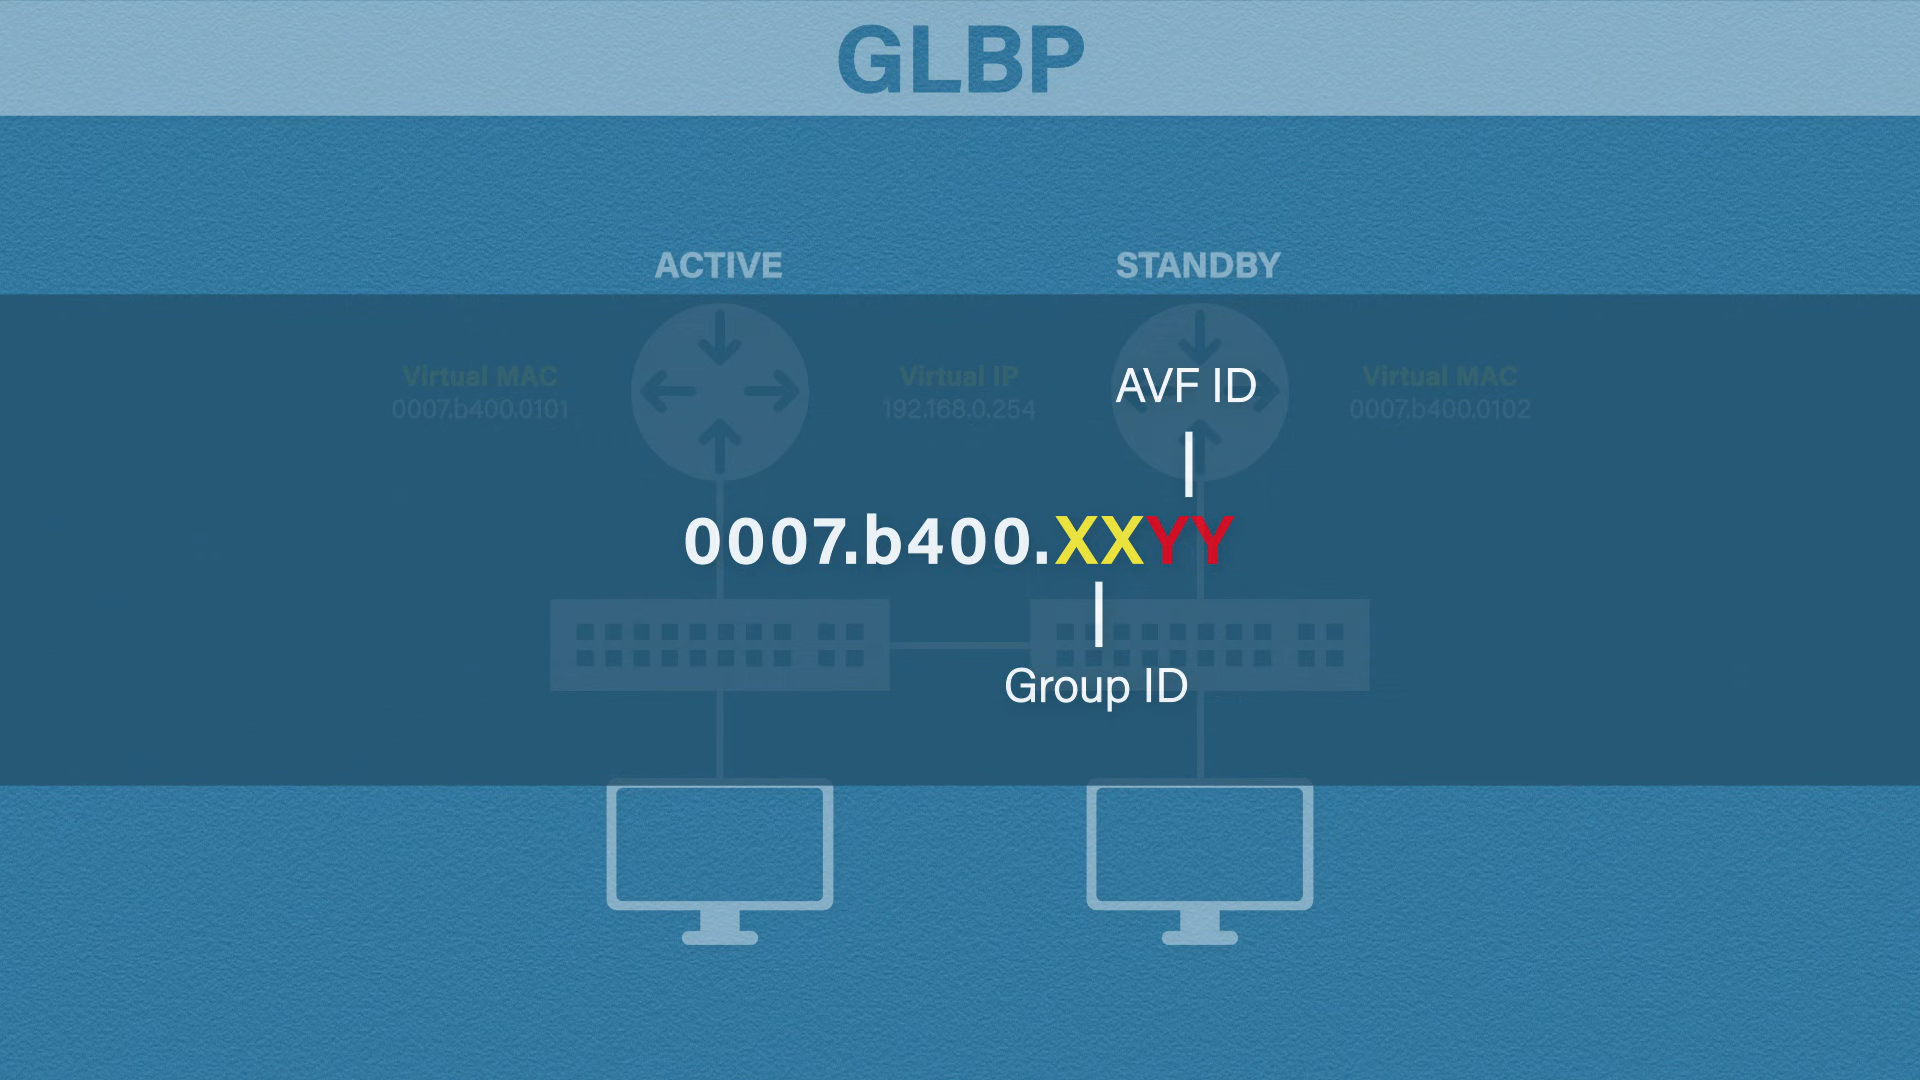 GLBP
ACTIVE
STANDBY
Virtual MAC
0007.b400.0101
Virtual IP
192.168.0.254
Virtual MAC
0007.b400.0102
AVF ID
0007.b400.XXYY
Group ID